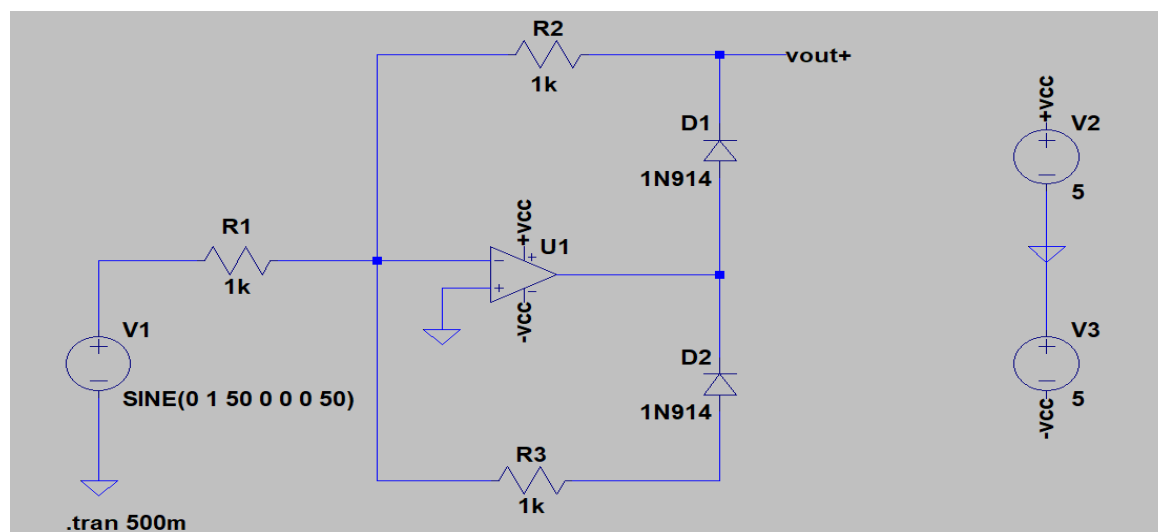 R2
1k
vout+
D1
1N914
+VCC
V2
5
R1
1k
+VCC
U1
-VCC
V1
SINE(0 1 50 0 0 0 50)
D2
1N914
V3
5
-VCC
R3
1k
.tran 500m